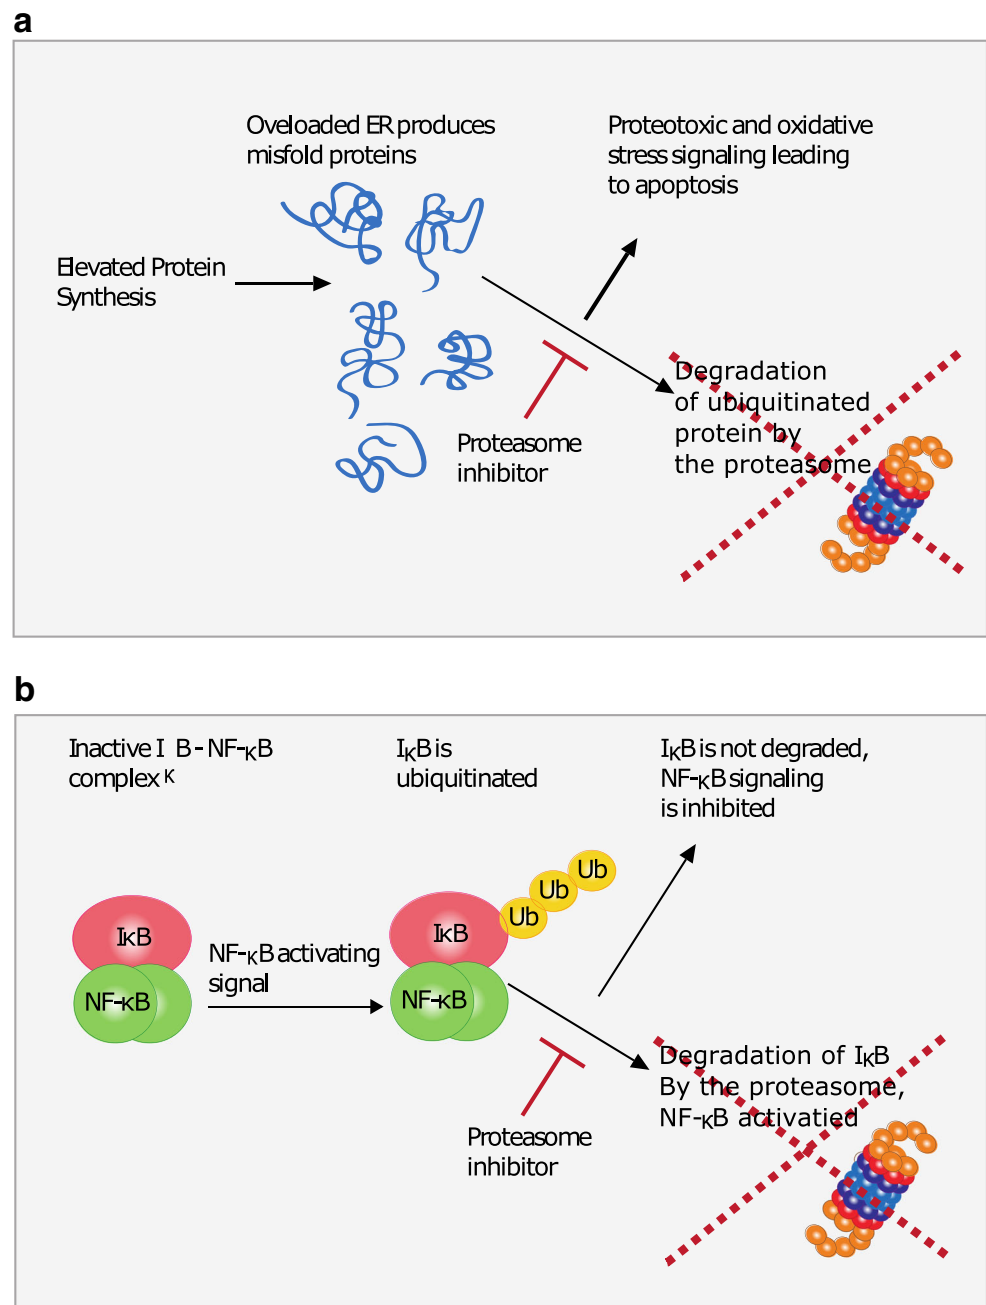 a
Oveloaded ER produces
misfold proteins
Proteotoxic and oxidative
stress signaling leading
to apoptosis
Elevated Protein
Synthesis
Degradation
of ubiquitinated
protein by
the proteasome
Proteasome
inhibitor
b
Inactive I B-NF-κB
complex κ
IκB is
ubiquitinated
IκB is not degraded,
NF-κB signaling
is inhibited
Ub
Ub
Ub
IκB
IκB
NF-κB activating
signal
NF-κB
NF-κB
Degradation of IκB
By the proteasome,
NF-κB activatied
Proteasome
inhibitor